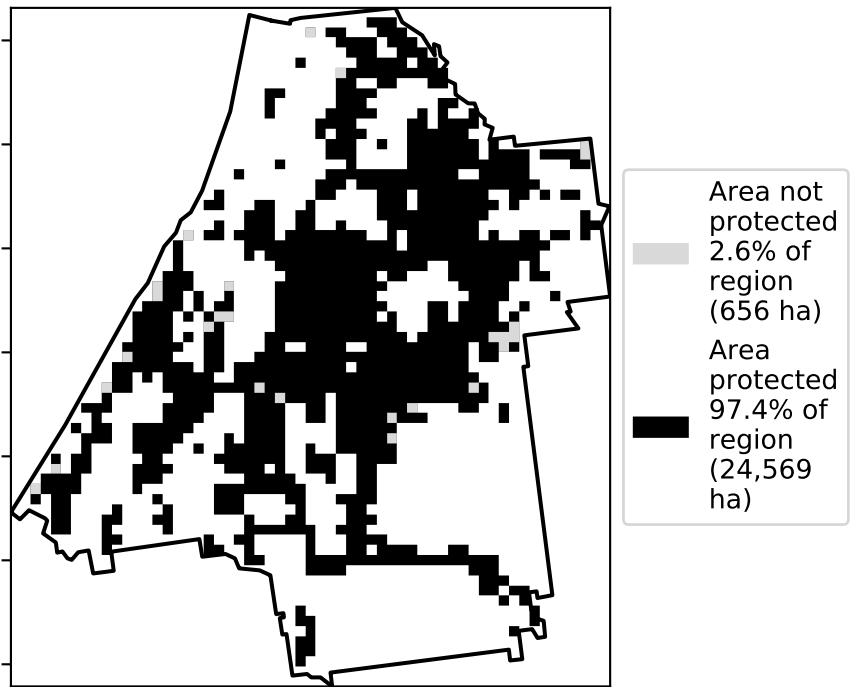 Area not
protected
2.6% of
region
(656 ha)
Area
protected
97.4% of
region
(24,569
ha)